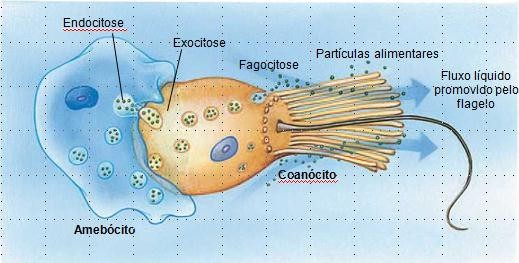 Endocitose
Exocitose
Fagocitose
Partículas alimentares
Fluxo líquido
promovido pelo
flagelo
Coanócito
Amebócito